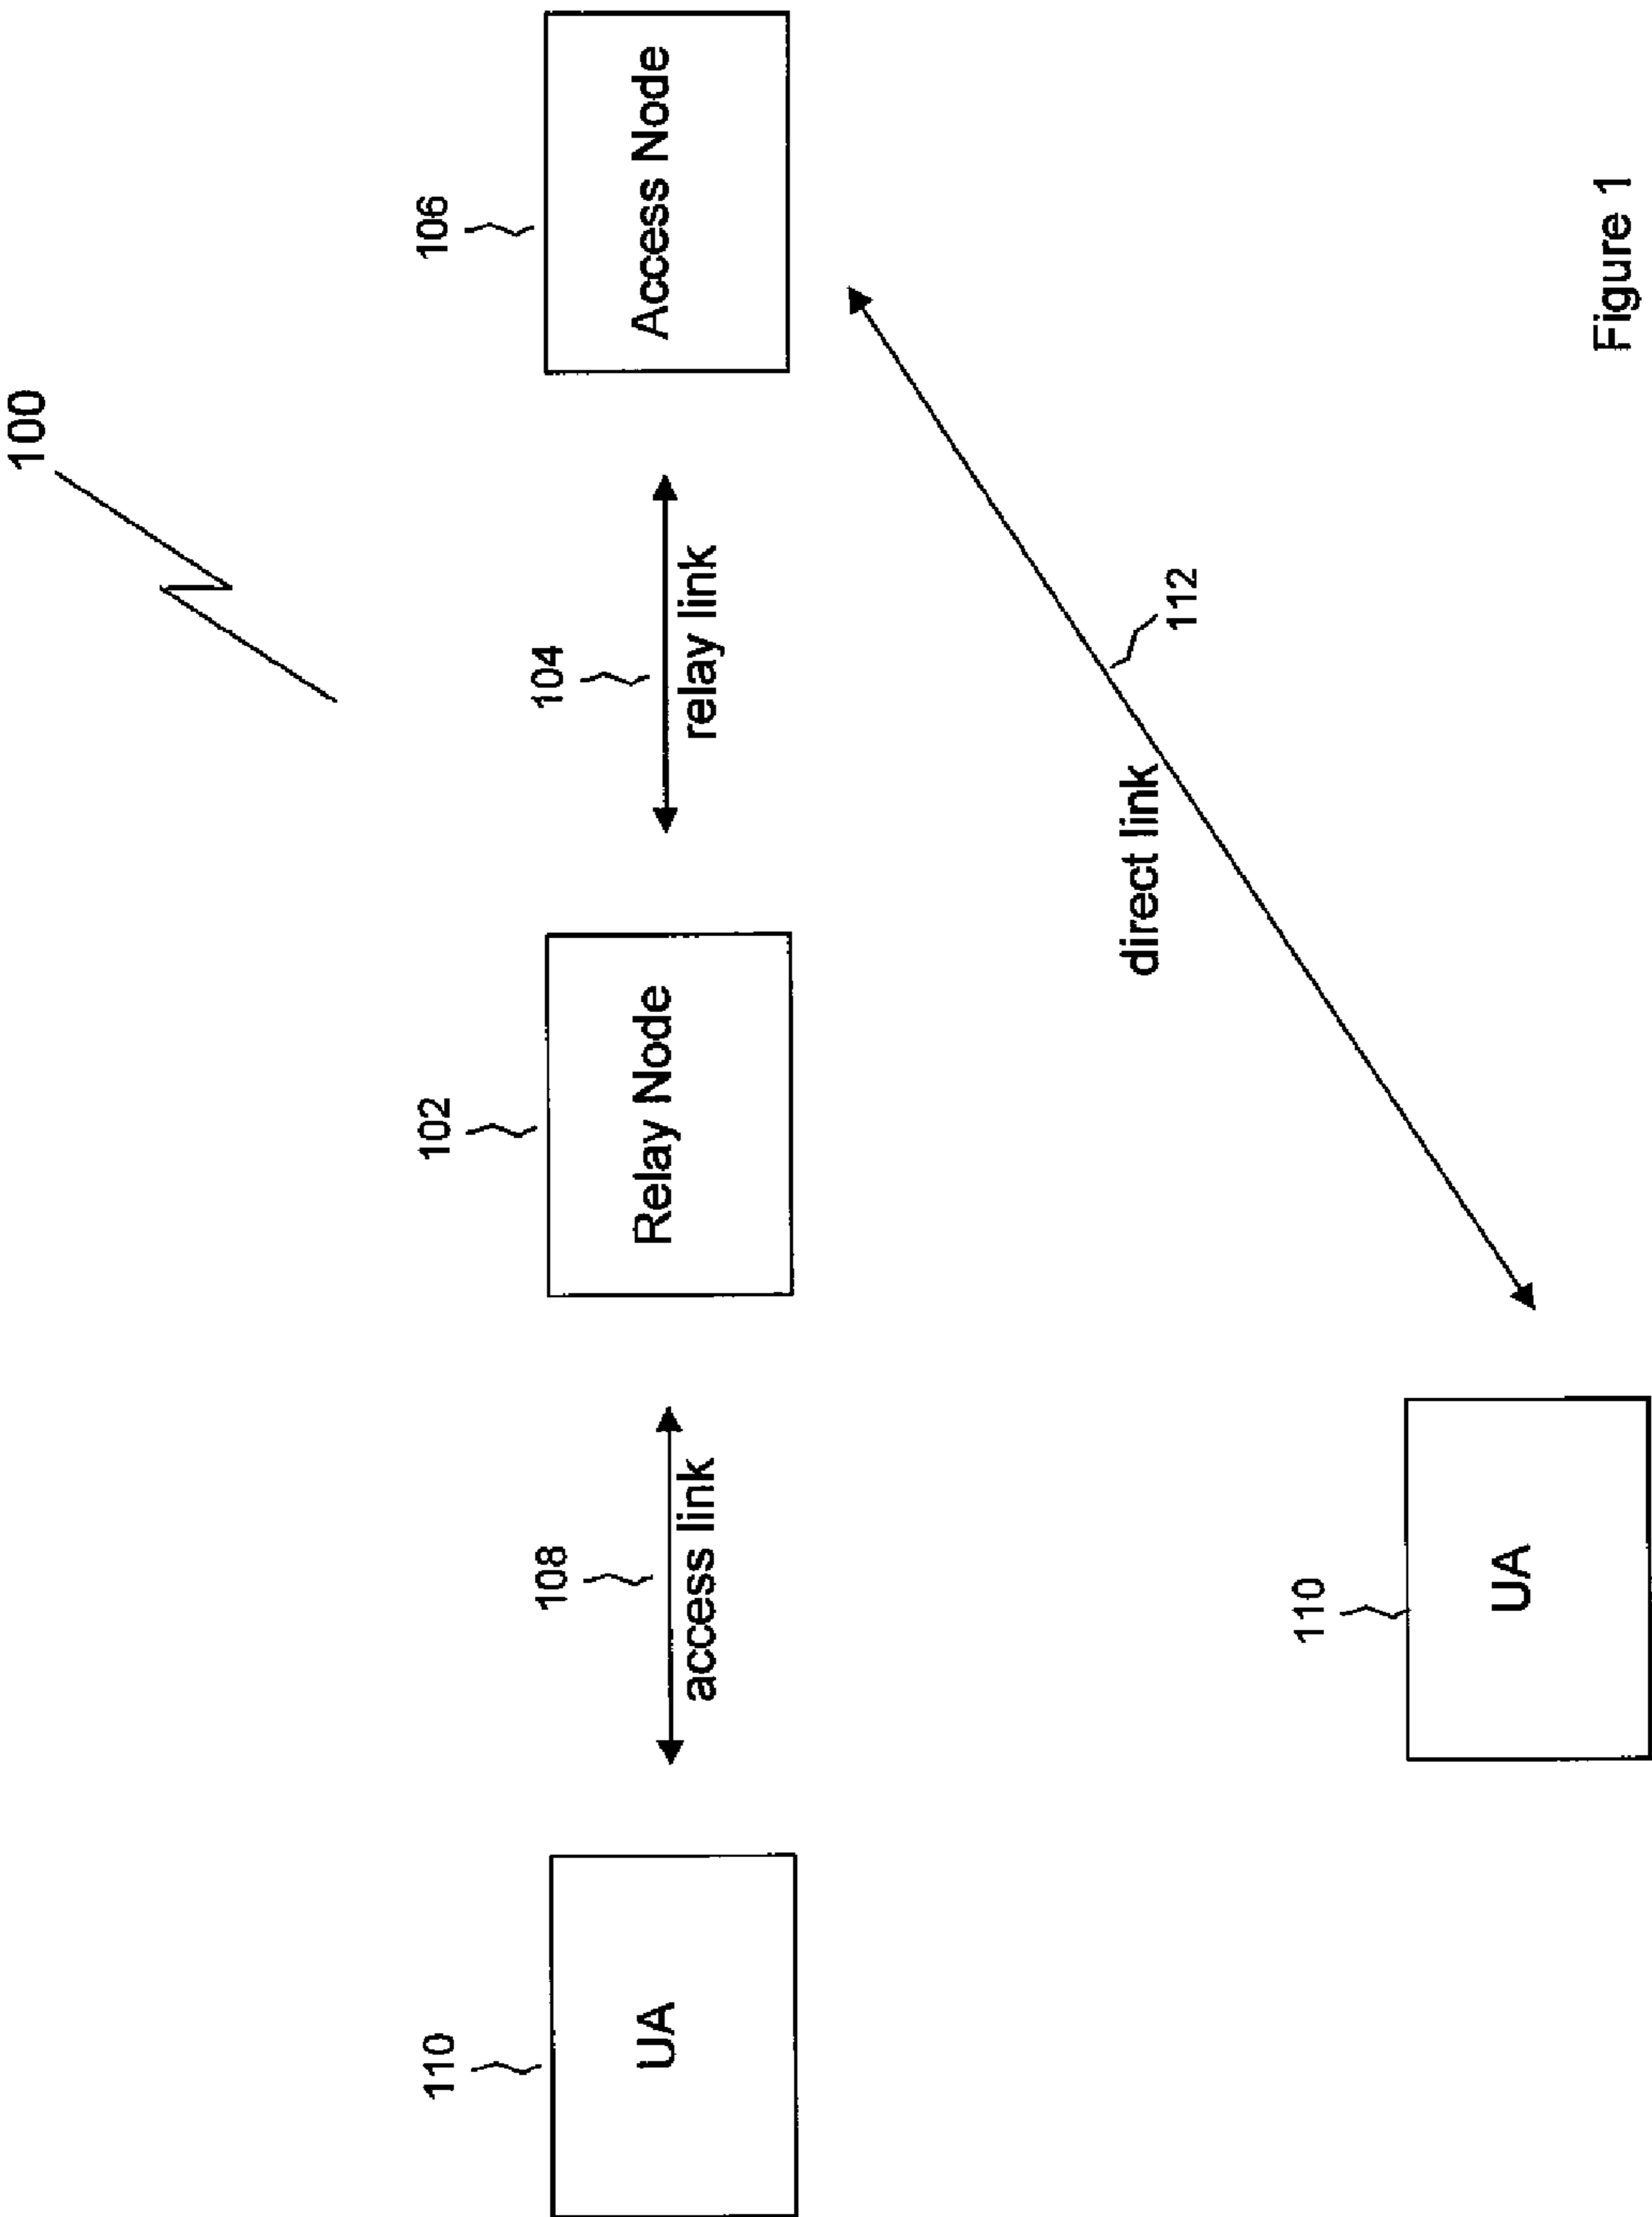 100
110
108
102
104
106
UA
access link
Relay Node
relay link
Access Node
110
direct link
112
UA
Figure 1